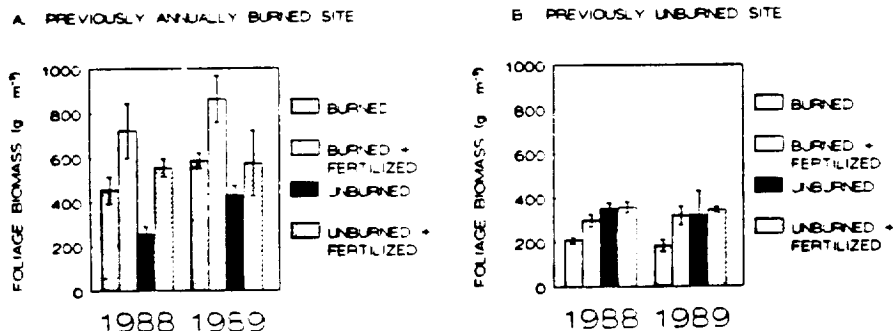 A. PREVIOUSLY ANNUALLY BURNED SITE
FOLIAGE BIOMASS (g m⁻²)
1000
800
600
400
200
0
1988 1989
BURNED
BURNED +
FERTILIZED
UNBURNED
UNBURNED +
FERTILIZED
B. PREVIOUSLY UNBURNED SITE
FOLIAGE BIOMASS (g m⁻²)
1000
800
600
400
200
0
1988 1989
BURNED
BURNED +
FERTILIZED
UNBURNED
UNBURNED +
FERTILIZED